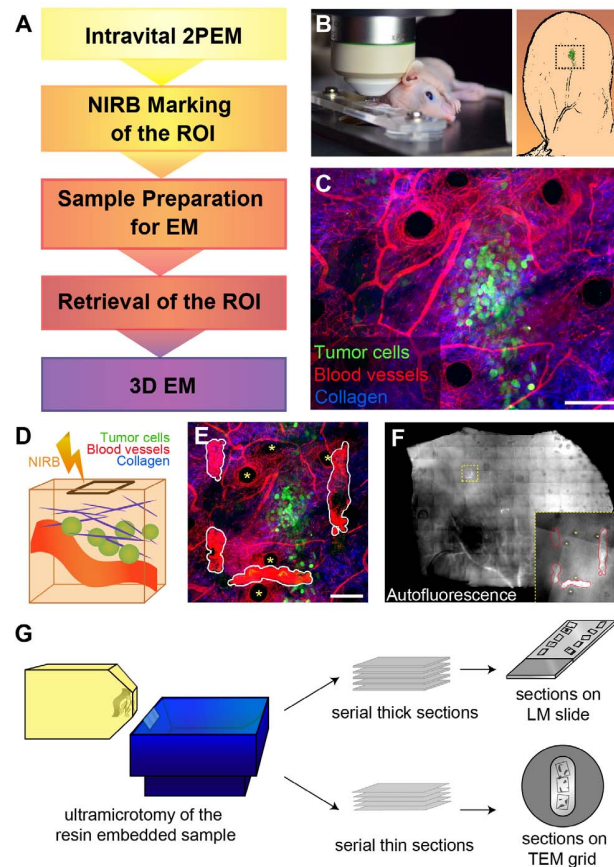 A
Intravital 2PEM
NIRB Marking
of the ROI
Sample Preparation
for EM
Retrieval of the ROI
3D EM
B
C
Tumor cells
Blood vessels
Collagen
D
Tumor cells
Blood vessels
Collagen
NIRB
E
*
*
*
*
*
*
F
Autofluorescence
G
ultramicrotomy of the
resin embedded sample
serial thick sections
sections on
LM slide
serial thin sections
sections on
TEM grid